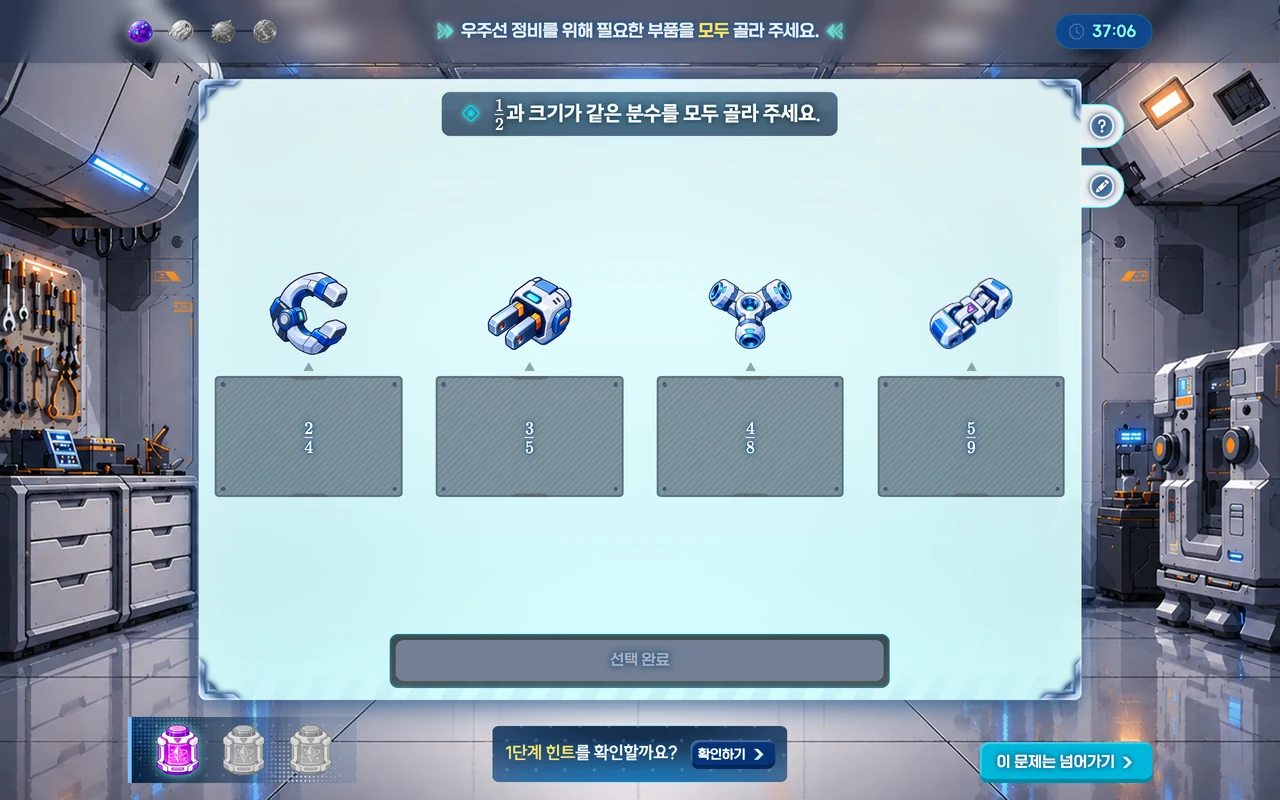 우주선 정비를 위해 필요한 부품을 모두 골라 주세요.
37:06
1/2과 크기가 같은 분수를 모두 골라 주세요.
?
2/4
3/5
4/8
5/9
선택 완료
1단계 힌트를 확인할까요? 확인하기
이 문제는 넘어가기